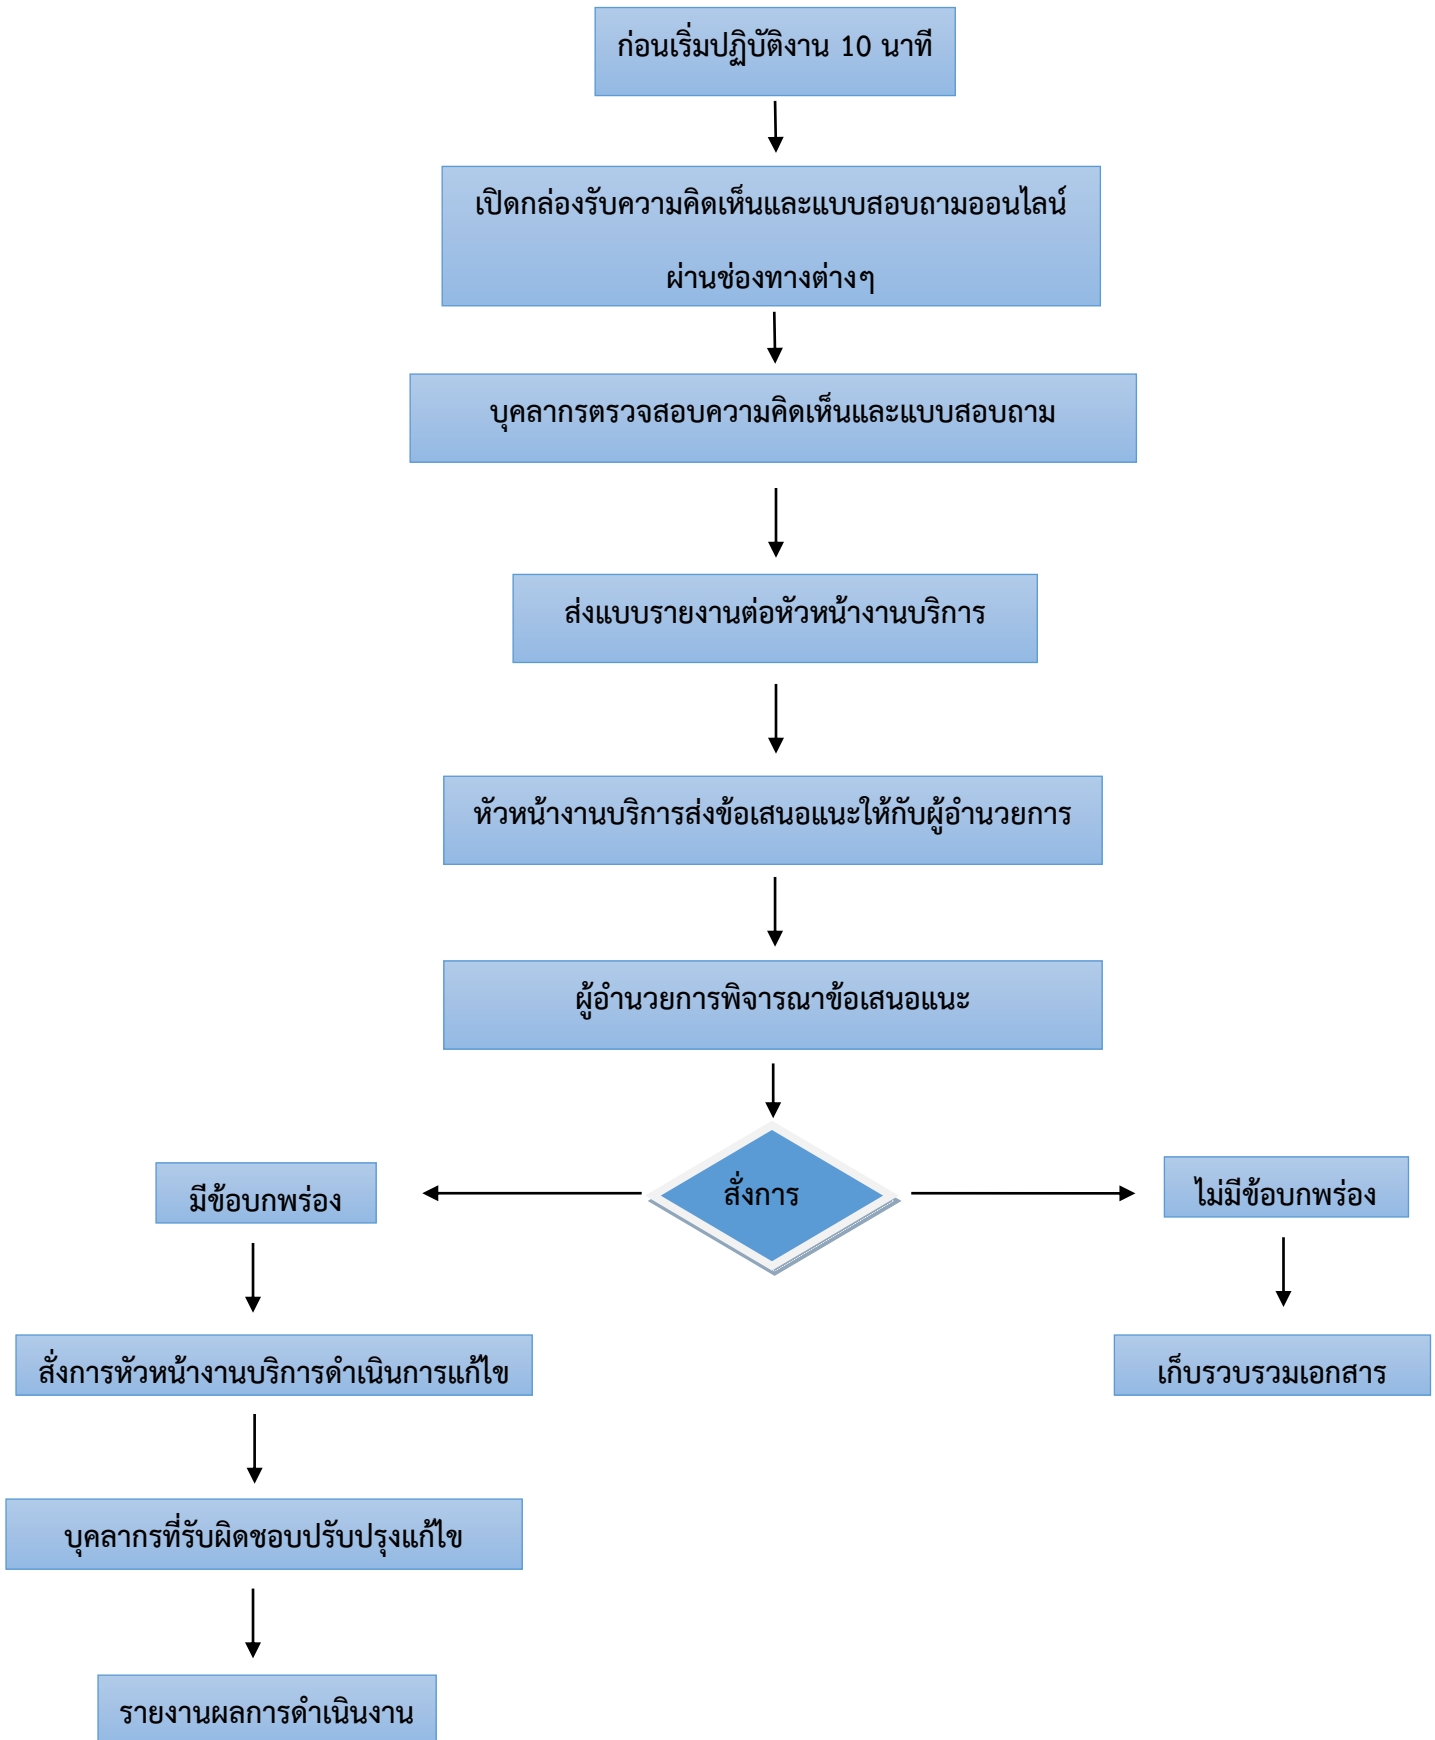 ก่อนเริ่มปฏิบัติงาน 10 นาที
เปิดกล่องรับความคิดเห็นและแบบสอบถามออนไลน์
ผ่านช่องทางต่างๆ
บุคลากรตรวจสอบความคิดเห็นและแบบสอบถาม
ส่งแบบรายงานต่อหัวหน้างานบริการ
หัวหน้างานบริการส่งข้อเสนอแนะให้กับผู้อำนวยการ
ผู้อำนวยการพิจารณาข้อเสนอแนะ
สั่งการ
มีข้อบกพร่อง
ไม่มีข้อบกพร่อง
สั่งการหัวหน้างานบริการดำเนินการแก้ไข
เก็บรวบรวมเอกสาร
บุคลากรที่รับผิดชอบปรับปรุงแก้ไข
รายงานผลการดำเนินงาน